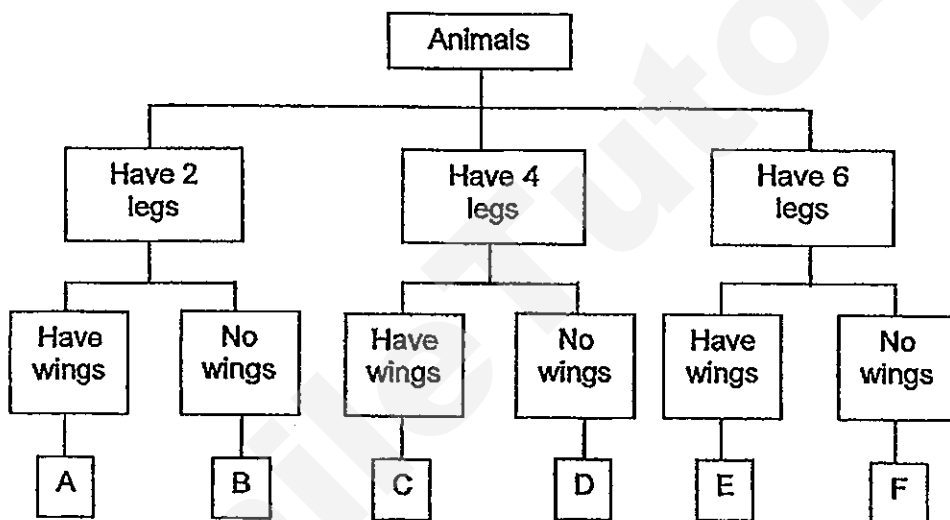 Animals
Have 2
legs
Have 4
legs
Have 6
legs
Have
wings
No
wings
Have
wings
No
wings
Have
wings
No
wings
A
B
C
D
E
F